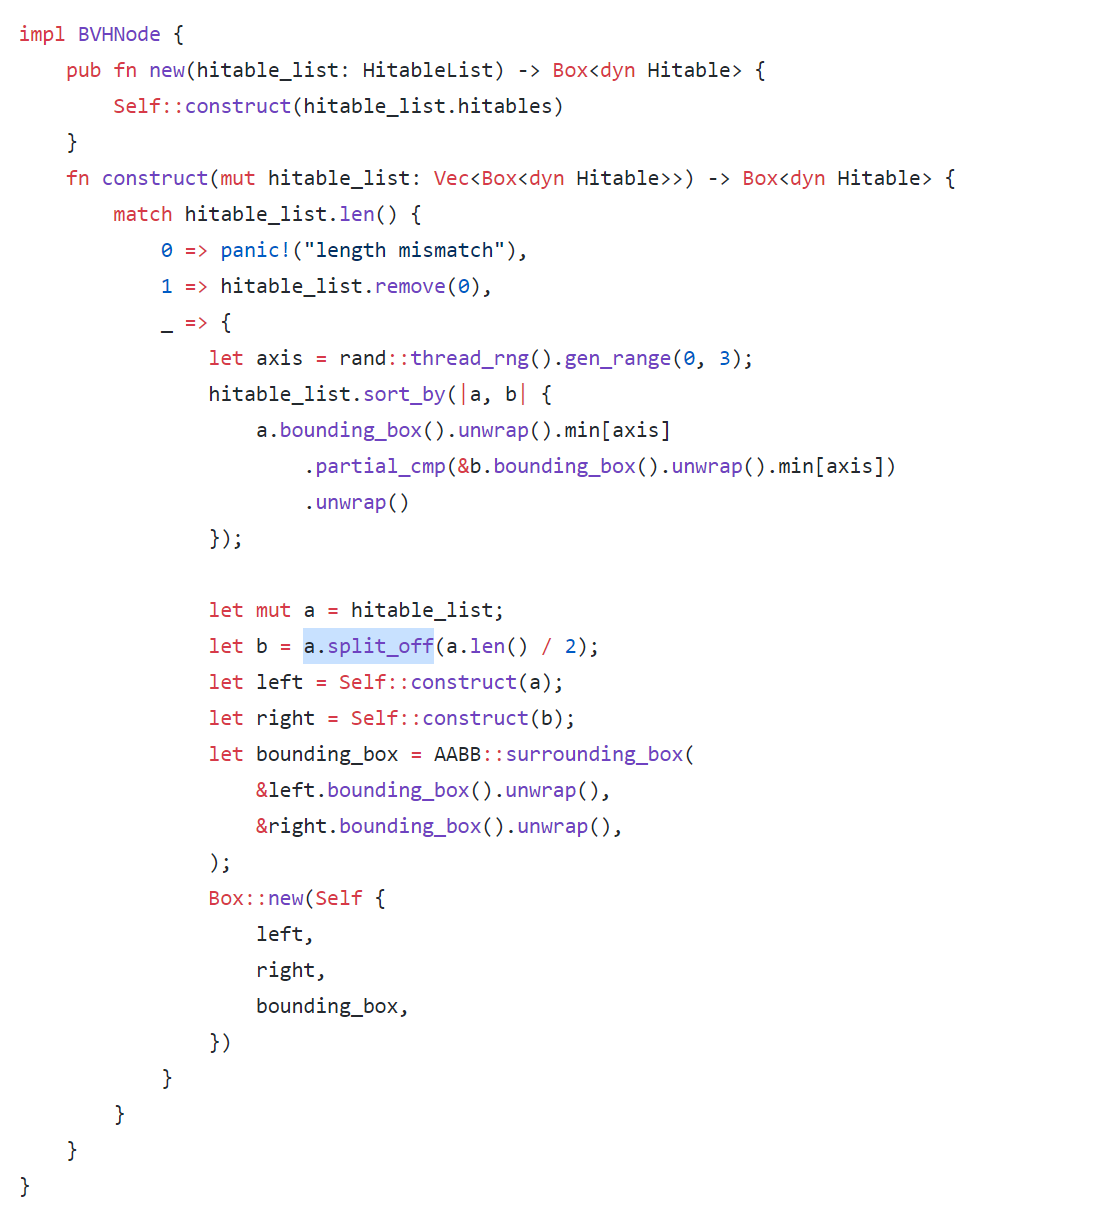 impl BVHNode {
    pub fn new(hitable_list: HitableList) -> Box<dyn Hitable> {
        Self::construct(hitable_list.hitables)
    }
    fn construct(mut hitable_list: Vec<Box<dyn Hitable>>) -> Box<dyn Hitable> {
        match hitable_list.len() {
            0 => panic!("length mismatch"),
            1 => hitable_list.remove(0),
            _ => {
                let axis = rand::thread_rng().gen_range(0, 3);
                hitable_list.sort_by(|a, b| {
                    a.bounding_box().unwrap().min[axis]
                        .partial_cmp(&b.bounding_box().unwrap().min[axis])
                        .unwrap()
                });

                let mut a = hitable_list;
                let b = a.split_off(a.len() / 2);
                let left = Self::construct(a);
                let right = Self::construct(b);
                let bounding_box = AABB::surrounding_box(
                    &left.bounding_box().unwrap(),
                    &right.bounding_box().unwrap(),
                );
                Box::new(Self {
                    left,
                    right,
                    bounding_box,
                })
            }
        }
    }
}